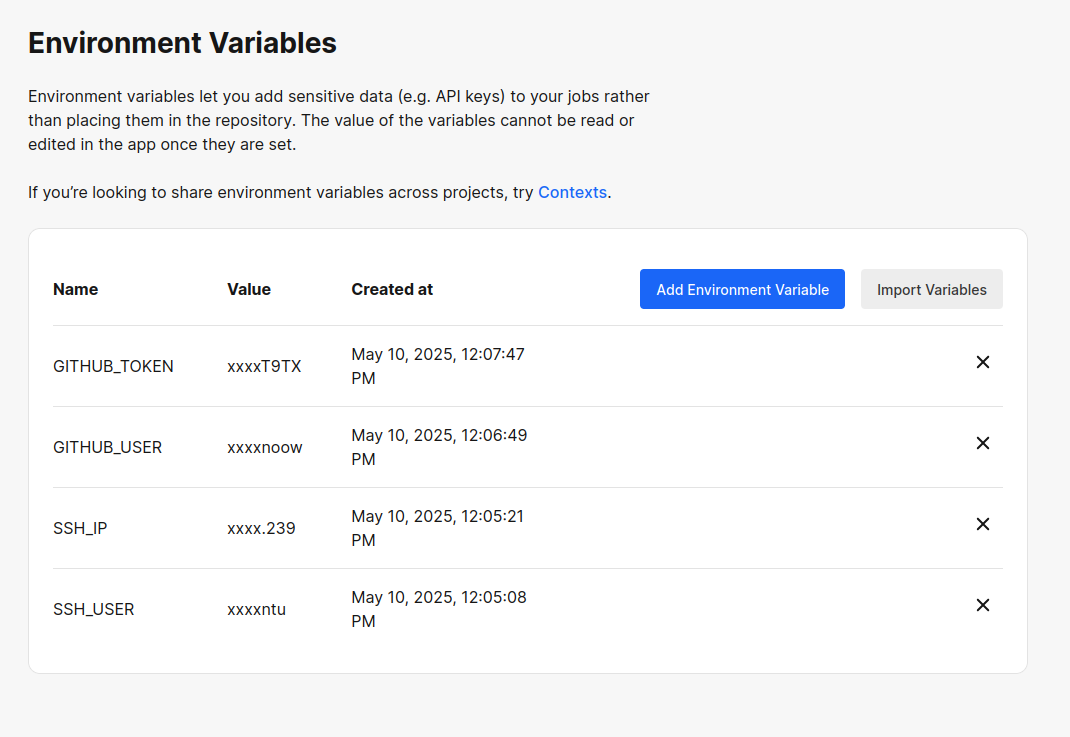 Environment Variables
Environment variables let you add sensitive data (e.g. API keys) to your jobs rather
than placing them in the repository. The value of the variables cannot be read or
edited in the app once they are set.
If you’re looking to share environment variables across projects, try Contexts.
Name Value Created at Add Environment Variable Import Variables
GITHUB_TOKEN xxxxT9TX May 10, 2025, 12:07:47
PM
GITHUB_USER xxxxnoow May 10, 2025, 12:06:49
PM
SSH_IP xxxx.239 May 10, 2025, 12:05:21
PM
SSH_USER xxxxntu May 10, 2025, 12:05:08
PM